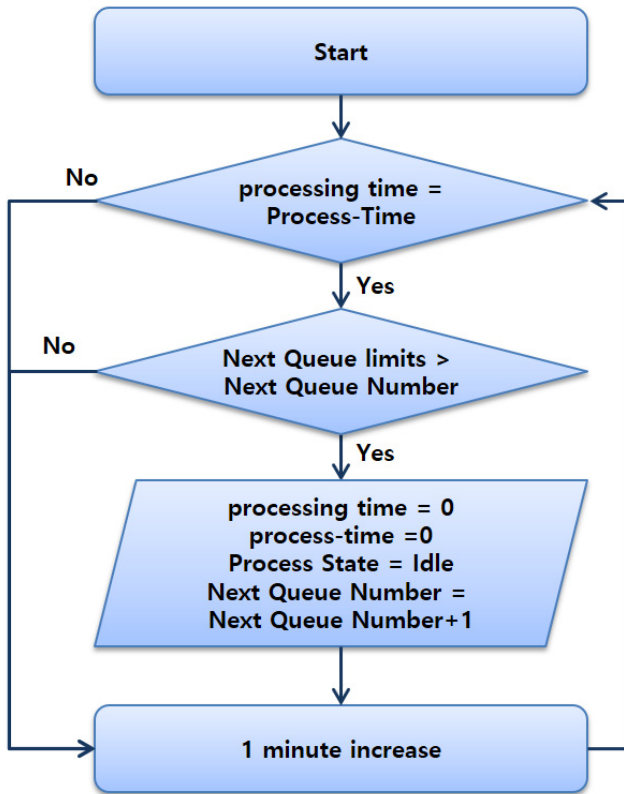 Start
No
processing time =
Process-Time
Yes
No
Next Queue limits >
Next Queue Number
Yes
processing time = 0
process-time =0
Process State = Idle
Next Queue Number =
Next Queue Number+1
1 minute increase